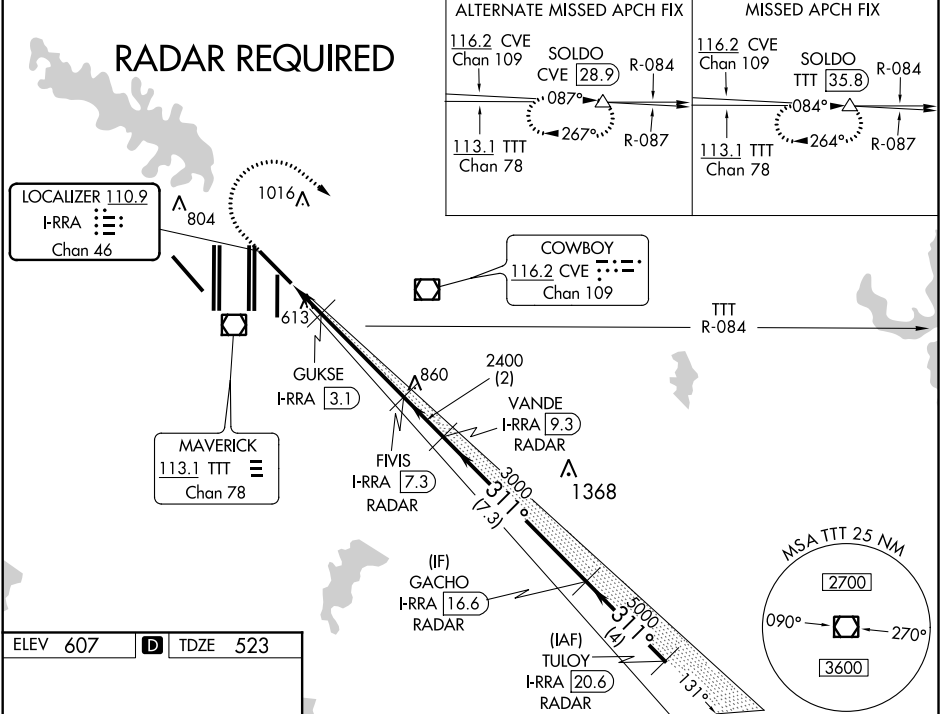 RADAR REQUIRED
ALTERNATE MISSED APCH FIX
116.2 CVE
Chan 109
SOLDO
CVE 28.9
R-084
087°
267°
113.1 TTT
Chan 78
R-087
MISSED APCH FIX
116.2 CVE
Chan 109
SOLDO
TTT 35.8
R-084
084°
264°
113.1 TTT
Chan 78
R-087
LOCALIZER 110.9
I-RRA
Chan 46
804
1016
COWBOY
116.2 CVE
Chan 109
TTT
R-084
613
GUKSE
I-RRA 3.1
860
2400
(2)
VANDE
I-RRA 9.3
RADAR
MAVERICK
113.1 TTT
Chan 78
FIVIS
I-RRA 7.3
RADAR
1368
3000
311°
(7.3)
(IF)
GACHO
I-RRA 16.6
RADAR
5000
311°
(4)
(IAF)
TULOY
I-RRA 20.6
RADAR
131°
MSA TTT 25 NM
2700
090°
270°
3600
ELEV 607 D TDZE 523